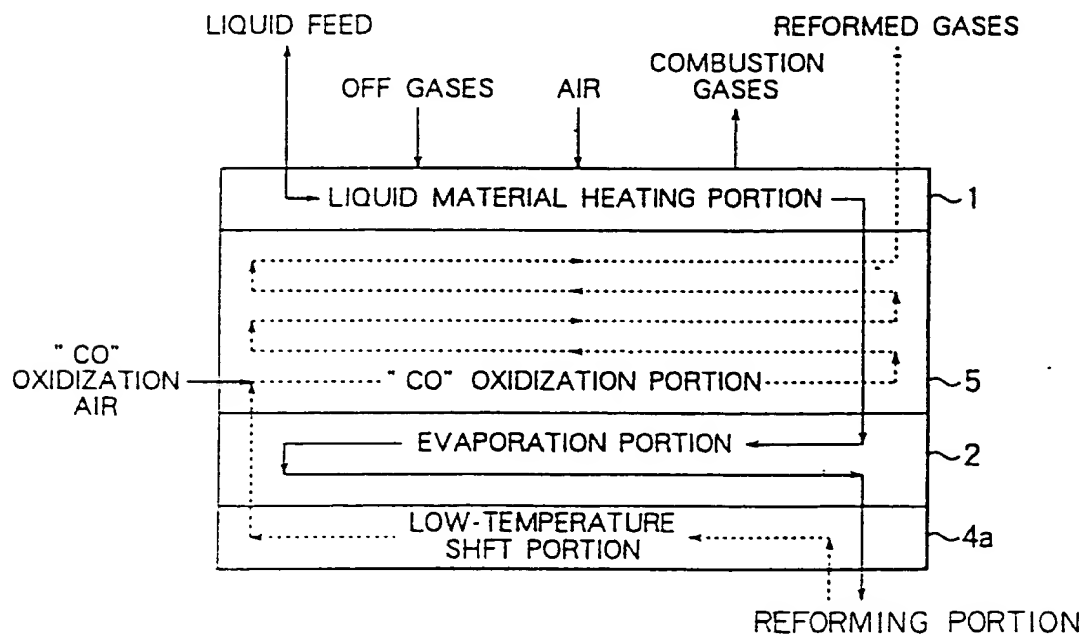 LIQUID FEED
REFORMED GASES
COMBUSTION
GASES
OFF GASES
AIR
LIQUID MATERIAL HEATING PORTION
1
" CO"
OXIDIZATION
AIR
"CO" OXIDIZATION PORTION
5
EVAPORATION PORTION
2
LOW-TEMPERATURE
SHFT PORTION
4a
REFORMING PORTION